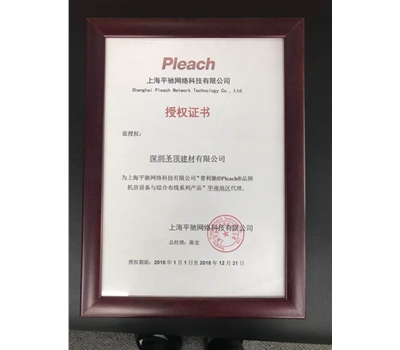 Pleach
上海平驰网络科技有限公司
Shanghai Pleach Network Technology Co., Ltd.
授权证书
兹授权:
深圳圣顶建材有限公司
为上海平驰网络科技有限公司“普利驰®Pleach®品牌
机房设备与综合布线系列产品”华南地区代理。
上海平驰网络科技有限公司
总经理:陈宏
授权期限:2018年1月1日至2018年12月31日